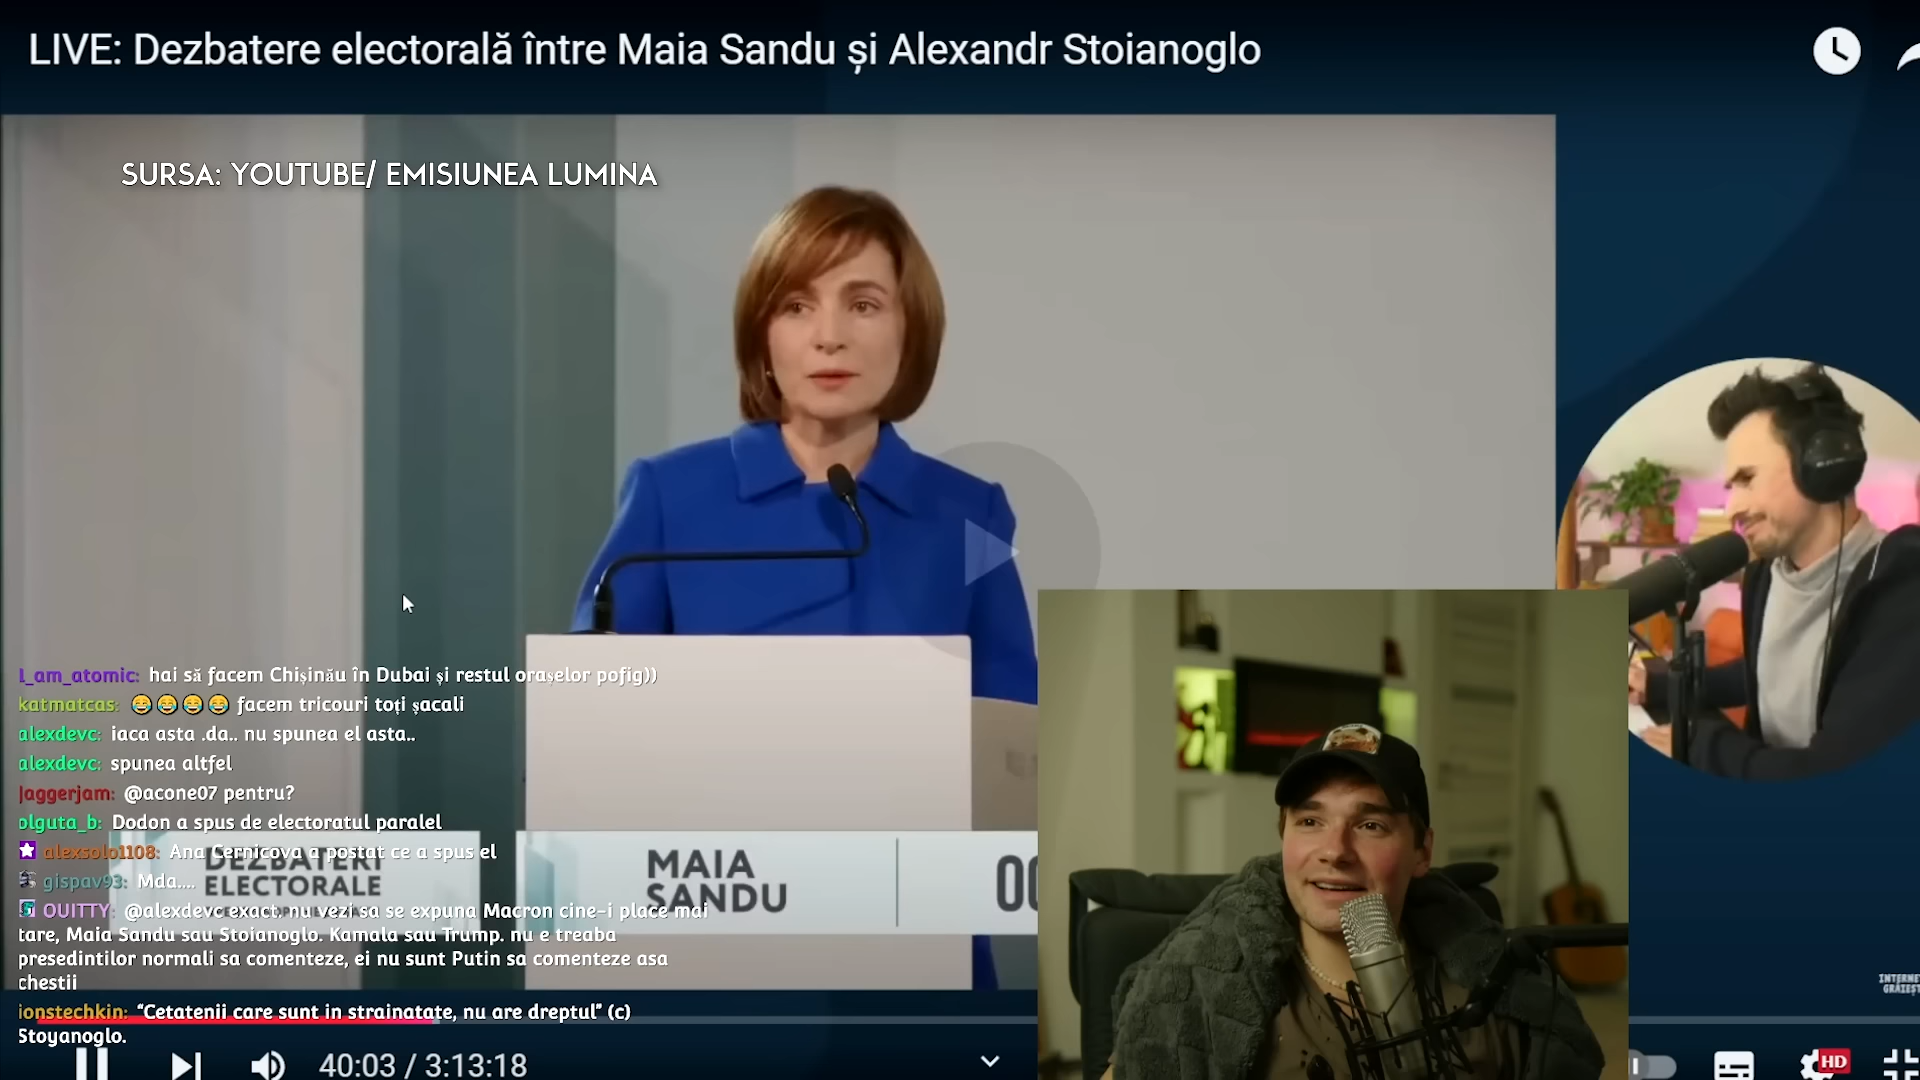 LIVE: Dezbatere electorală între Maia Sandu și Alexandr Stoianoglo
SURSA: YOUTUBE/ EMISIUNEA LUMINA
I_am_atomic: hai să facem Chișinău în Dubai și restul orașelor pofig))
katmatcas: 😂😂😂😂 facem tricouri toți șacali
alexdevc: iaca asta .da.. nu spunea el asta..
alexdevc: spunea altfel
Jaggerjam: @acone07 pentru?
olguta_b: Dodon a spus de electoratul paralel
alexsolo1108: Ana Cernicova a postat ce a spus el
gispav93: Mda....
OUITTY: @alexdevc exact. nu vezi sa se expuna Macron cine-i place mai
tare, Maia Sandu sau Stoianoglo. Kamala sau Trump. nu e treaba
presedintilor normali sa comenteze, ei nu sunt Putin sa comenteze asa
chestii
ionstechkin: “Cetatenii care sunt in strainatate, nu are dreptul” (c)
Stoyanoglo.
DEZBATERI
ELECTORALE
MAIA
SANDU
00
INTERNET
GRĂIEȘT
40:03 / 3:13:18
HD